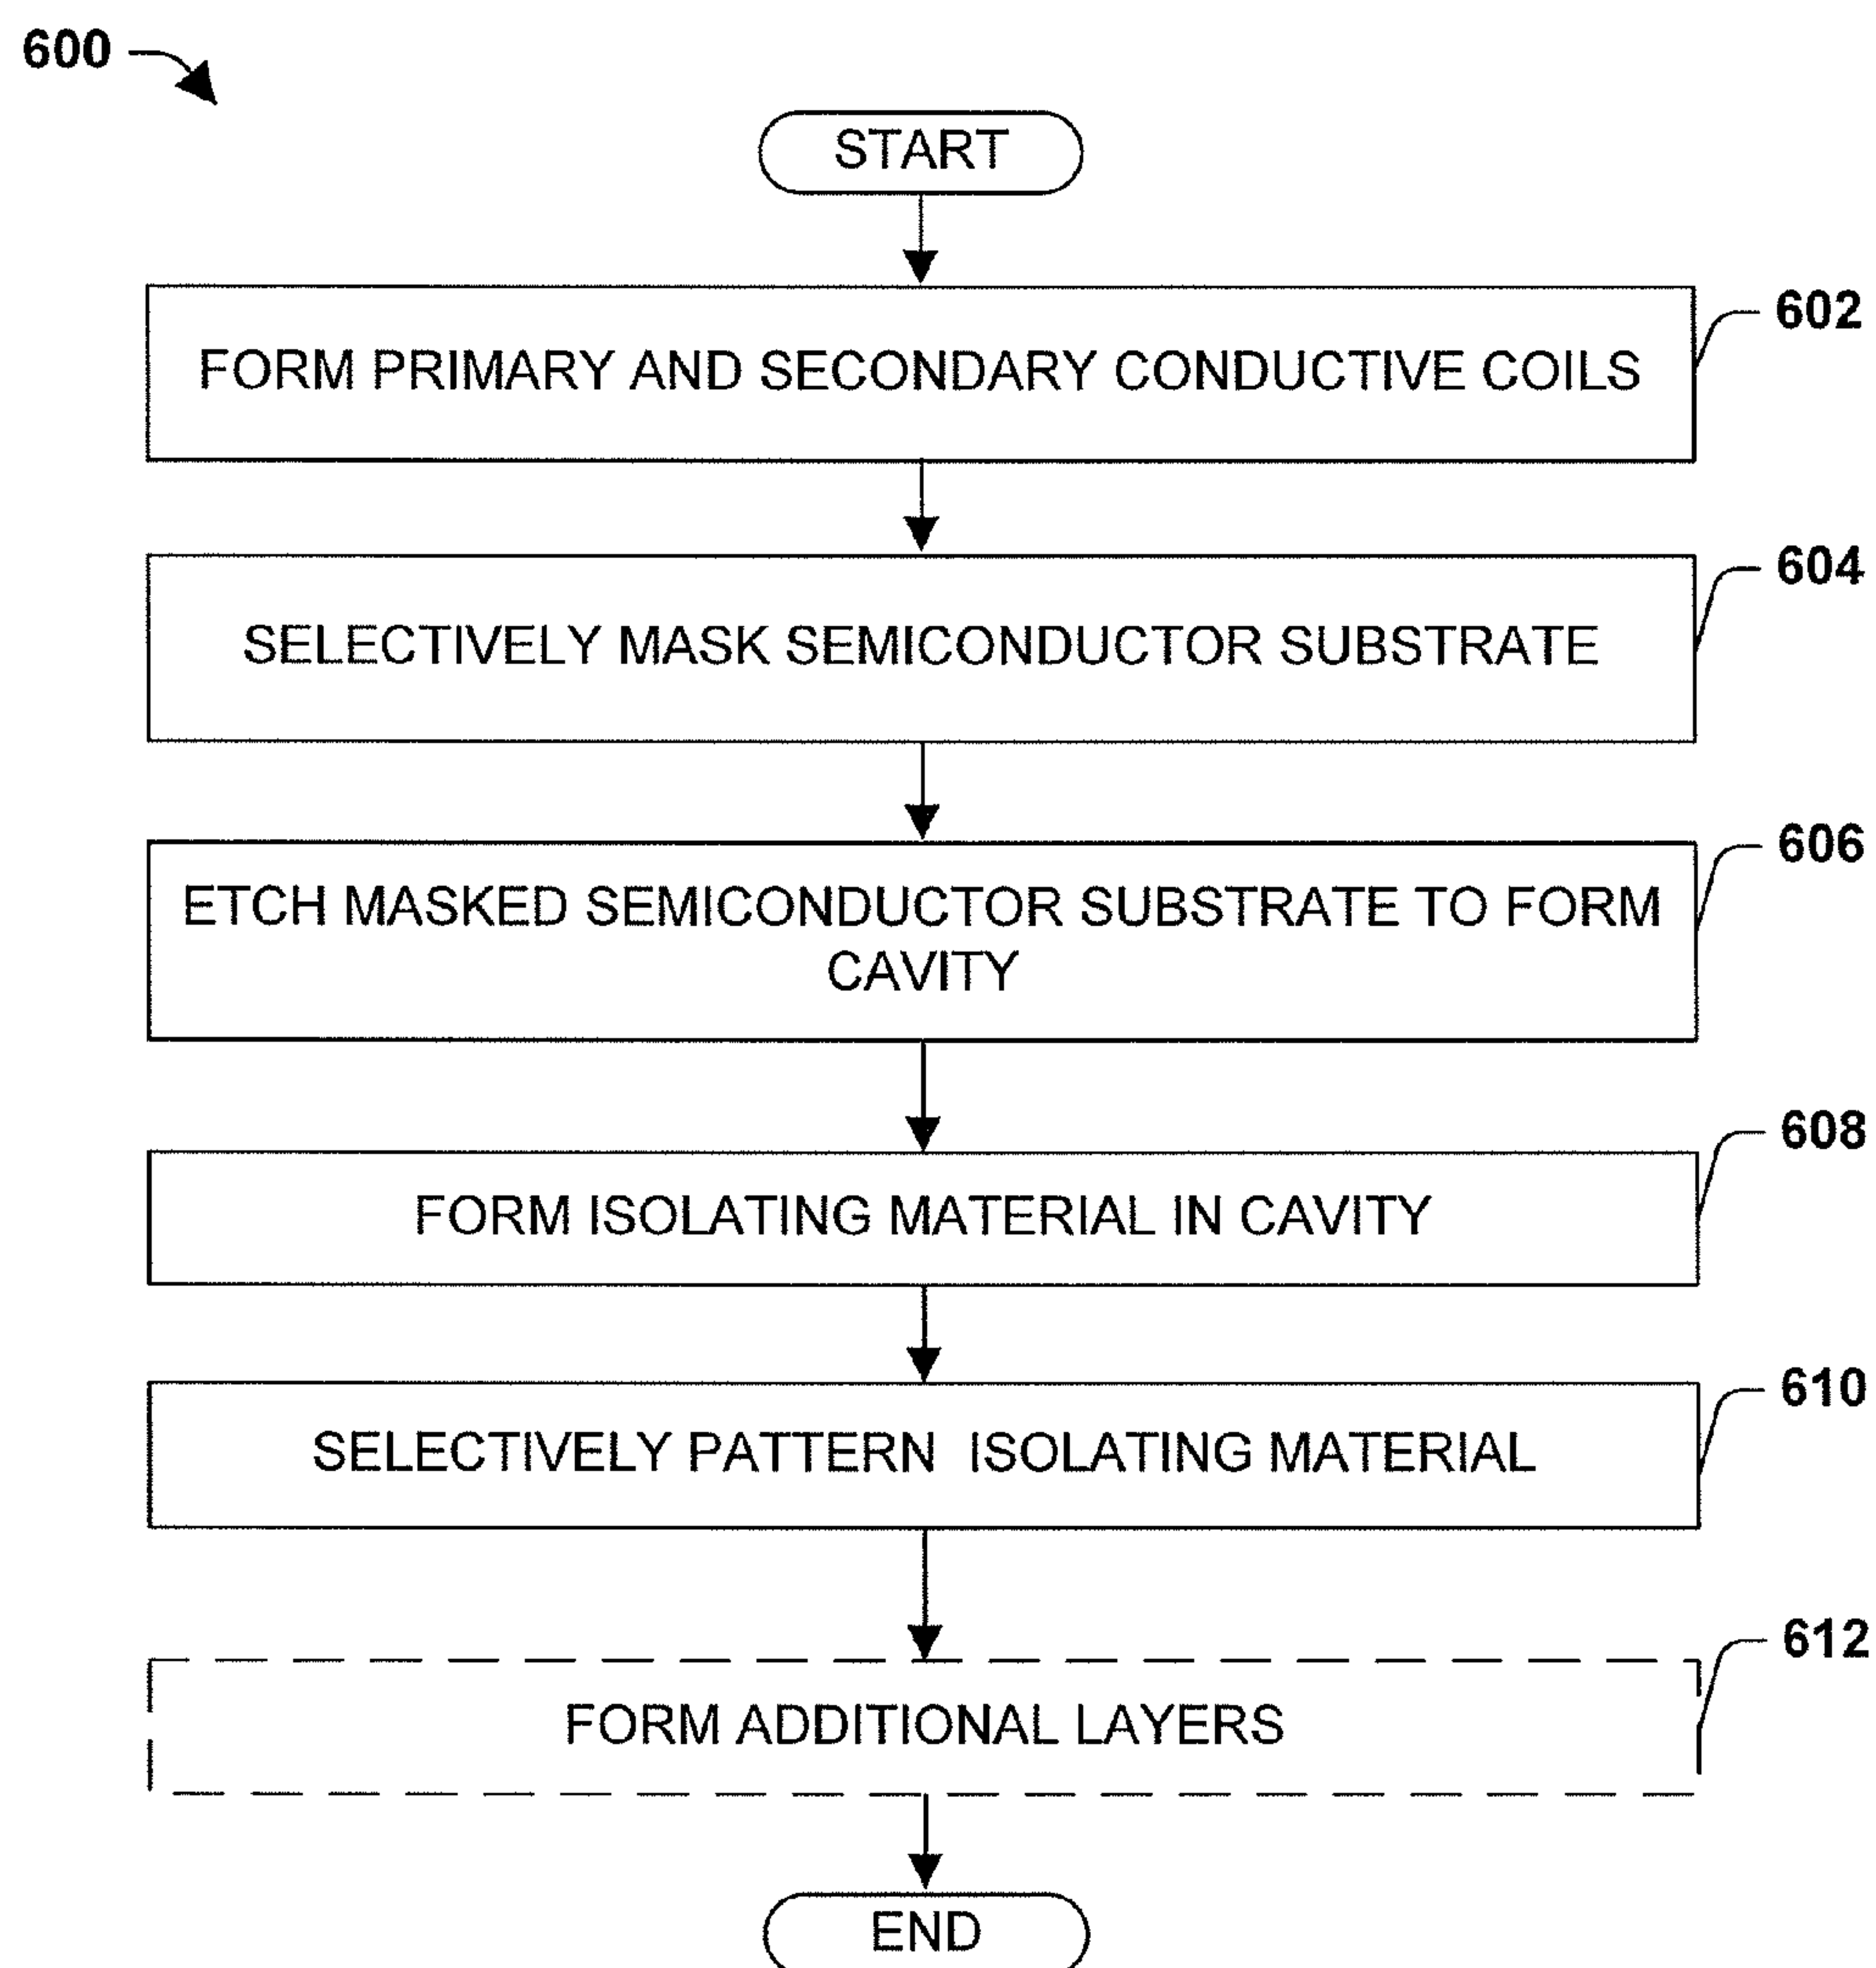 600
START
FORM PRIMARY AND SECONDARY CONDUCTIVE COILS
602
SELECTIVELY MASK SEMICONDUCTOR SUBSTRATE
604
ETCH MASKED SEMICONDUCTOR SUBSTRATE TO FORM
CAVITY
606
FORM ISOLATING MATERIAL IN CAVITY
608
SELECTIVELY PATTERN ISOLATING MATERIAL
610
FORM ADDITIONAL LAYERS
612
END